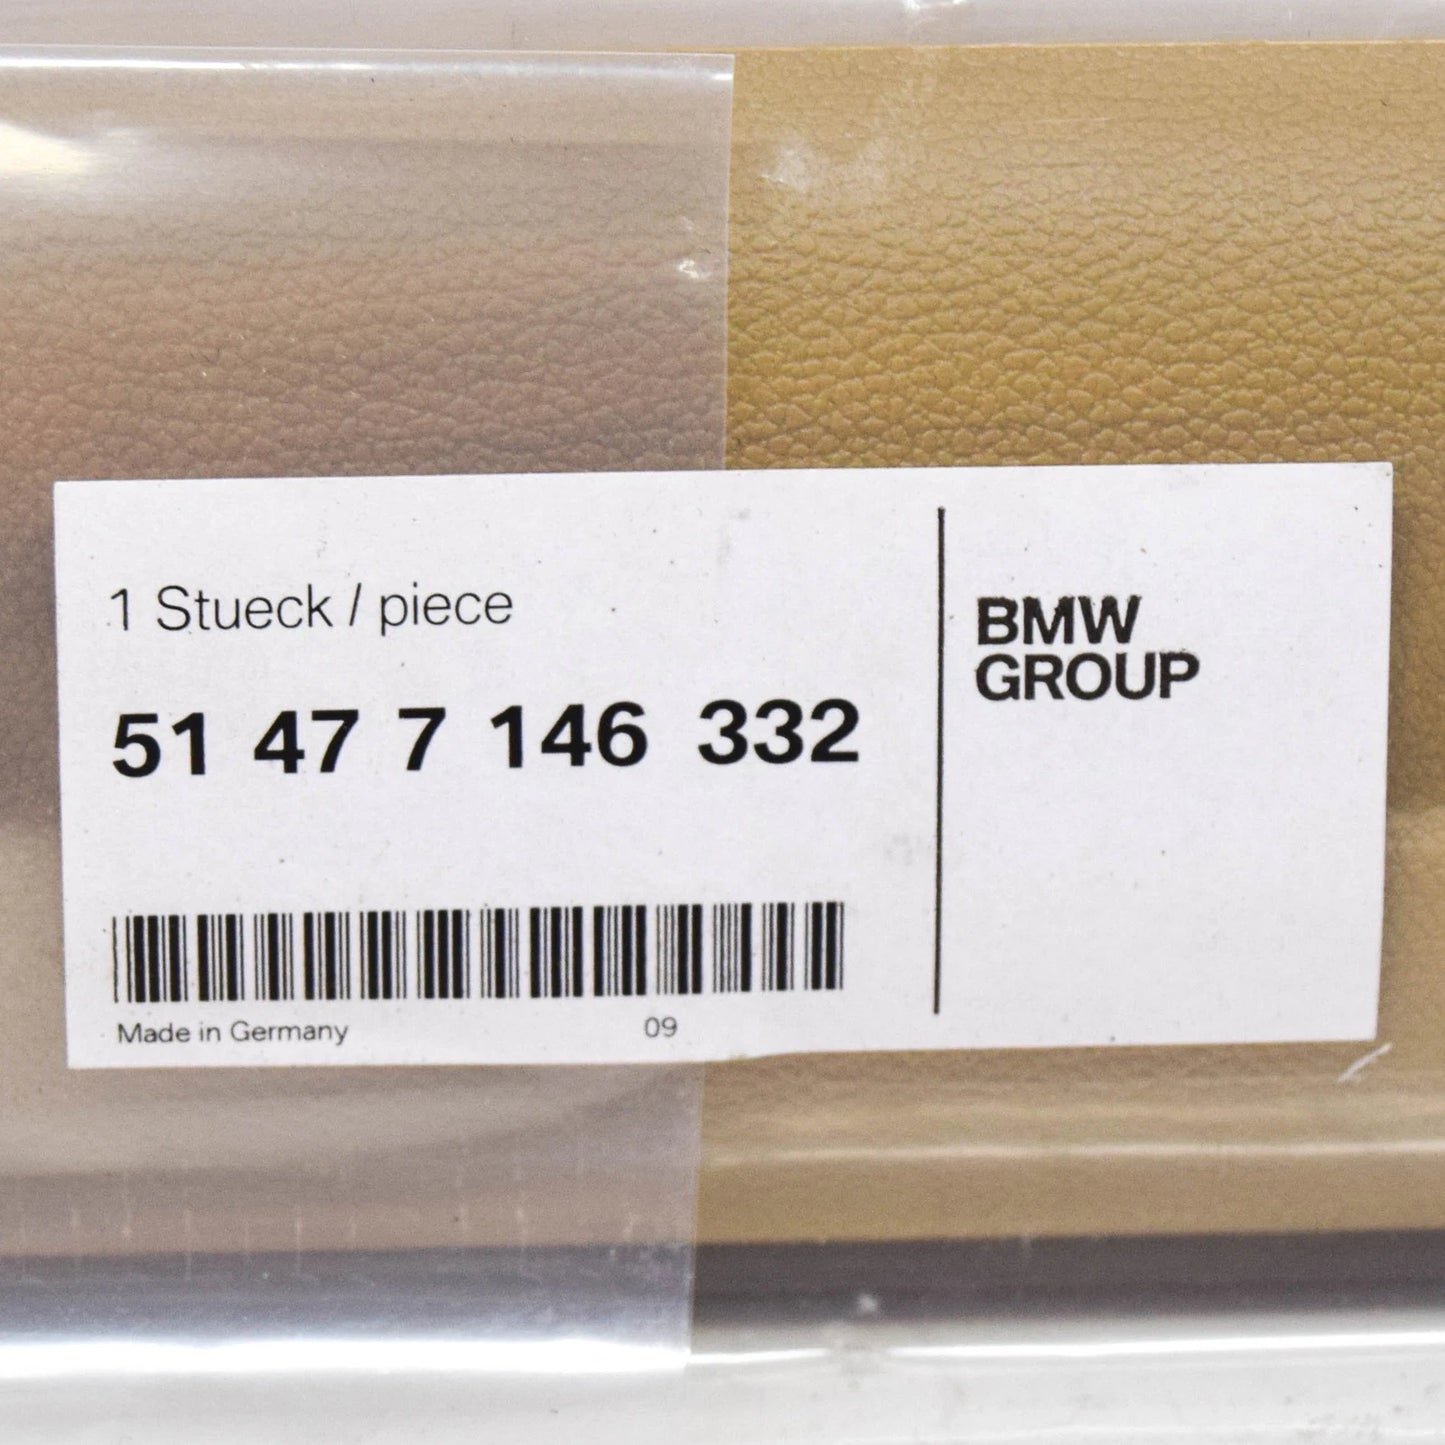 1 Stueck / piece
51 47 7 146 332
Made in Germany 09
BMW
GROUP